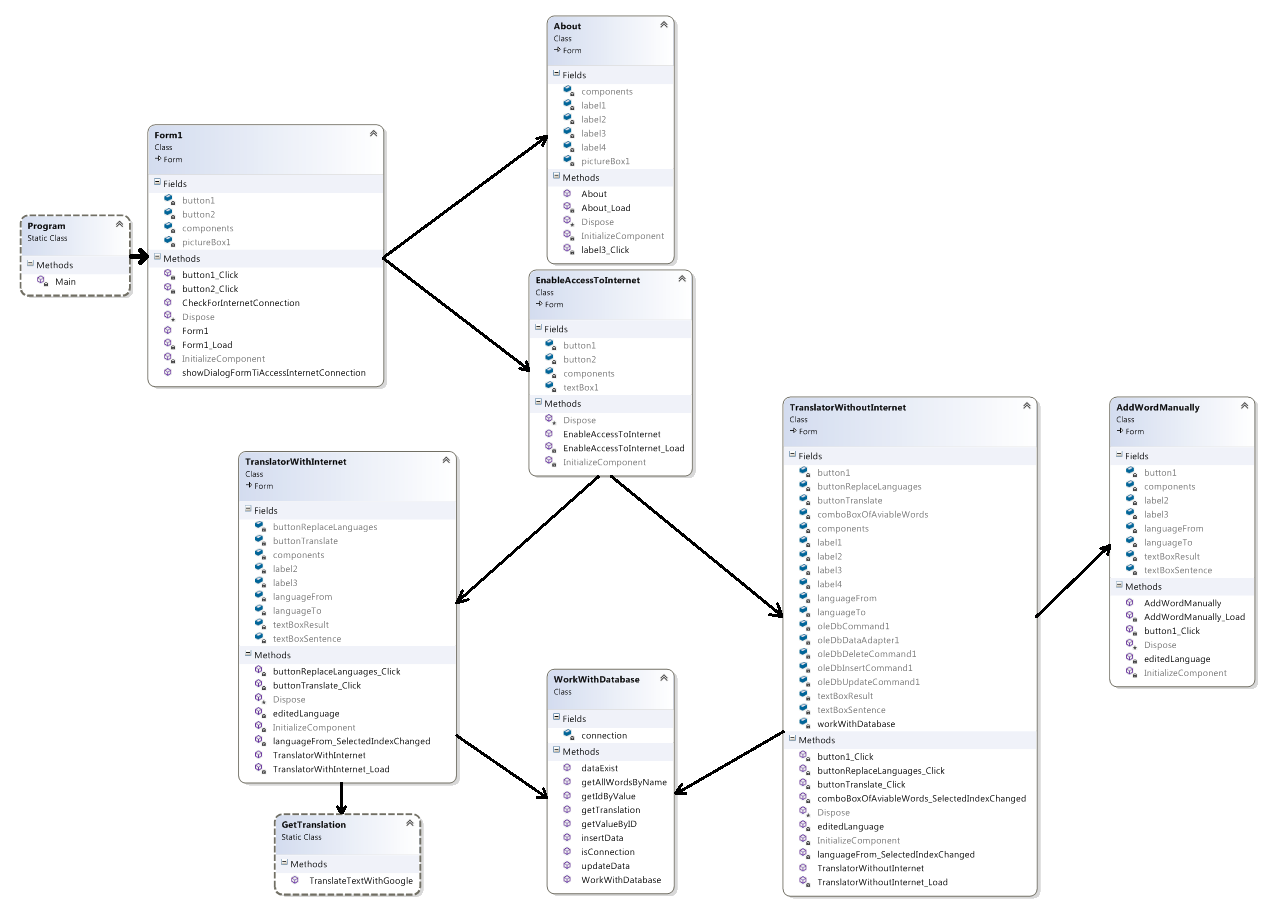 Program
Static Class
Methods
Main
Form1
Class
Form
Fields
button1
button2
components
pictureBox1
Methods
button1_Click
button2_Click
CheckForInternetConnection
Dispose
Form1
Form1_Load
InitializeComponent
showDialogFormTiAccessInternetConnection
About
Class
Form
Fields
components
label1
label2
label3
label4
pictureBox1
Methods
About
About_Load
Dispose
InitializeComponent
label3_Click
EnableAccessToInternet
Class
Form
Fields
button1
button2
components
textBox1
Methods
Dispose
EnableAccessToInternet
EnableAccessToInternet_Load
InitializeComponent
TranslatorWithInternet
Class
Form
Fields
buttonReplaceLanguages
buttonTranslate
components
label2
label3
languageFrom
languageTo
textBoxResult
textBoxSentence
Methods
buttonReplaceLanguages_Click
buttonTranslate_Click
Dispose
editedLanguage
InitializeComponent
languageFrom_SelectedIndexChanged
TranslatorWithInternet
TranslatorWithInternet_Load
GetTranslation
Static Class
Methods
TranslateTextWithGoogle
WorkWithDatabase
Class
Fields
connection
Methods
dataExist
getAllWordsByName
getIdByValue
getTranslation
getValueByID
insertData
isConnection
updateData
WorkWithDatabase
TranslatorWithoutInternet
Class
Form
Fields
button1
buttonReplaceLanguages
buttonTranslate
comboBoxOfAviableWords
components
label1
label2
label3
label4
languageFrom
languageTo
oleDbCommand1
oleDbDataAdapter1
oleDbDeleteCommand1
oleDbInsertCommand1
oleDbUpdateCommand1
textBoxResult
textBoxSentence
workWithDatabase
Methods
button1_Click
buttonReplaceLanguages_Click
buttonTranslate_Click
comboBoxOfAviableWords_SelectedIndexChanged
Dispose
editedLanguage
InitializeComponent
languageFrom_SelectedIndexChanged
TranslatorWithoutInternet
TranslatorWithoutInternet_Load
AddWordManually
Class
Form
Fields
button1
components
label2
label3
languageFrom
languageTo
textBoxResult
textBoxSentence
Methods
AddWordManually
AddWordManually_Load
button1_Click
Dispose
editedLanguage
InitializeComponent